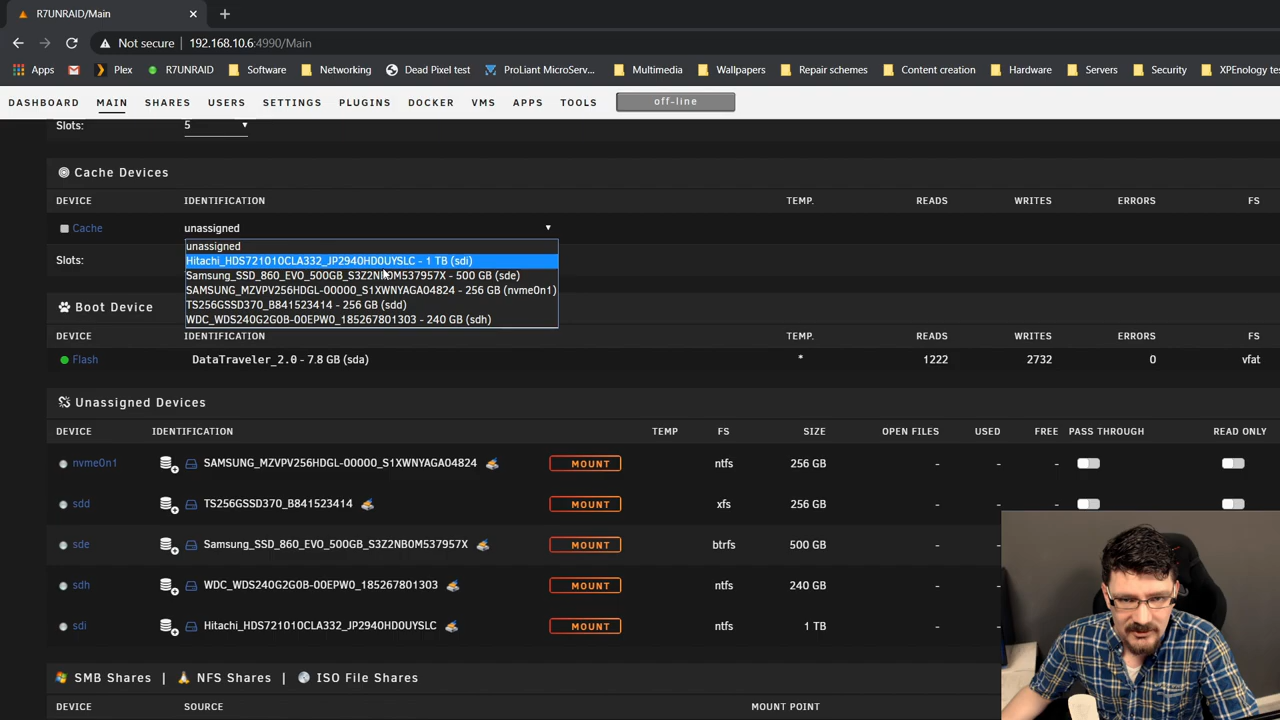 R7UNRAID/Main
Not secure 192.168.10.6:4990/Main
Apps Plex R7UNRAID Software Networking Dead Pixel test ProLiant MicroServ... Multimedia Wallpapers Repair schemes Content creation Hardware Servers Security XPEnology test
DASHBOARD MAIN SHARES USERS SETTINGS PLUGINS DOCKER VMS APPS TOOLS off-line
Slots: 5
Cache Devices
DEVICE IDENTIFICATION TEMP. READS WRITES ERRORS FS
Cache unassigned
unassigned
Hitachi_HDS721010CLA332_JP2940HD0UYSLC - 1 TB (sdi)
Slots:
Samsung_SSD_860_EVO_500GB_S3Z2NB0M537957X - 500 GB (sde)
SAMSUNG_MZVPV256HDGL-00000_S1XWNYAGA04824 - 256 GB (nvme0n1)
TS256GSSD370_B841523414 - 256 GB (sdd)
WDC_WDS240G2G0B-00EPW0_185267801303 - 240 GB (sdh)
Boot Device
DEVICE IDENTIFICATION TEMP. READS WRITES ERRORS FS
Flash DataTraveler_2.0 - 7.8 GB (sda) * 1222 2732 0 vfat
Unassigned Devices
DEVICE IDENTIFICATION TEMP FS SIZE OPEN FILES USED FREE PASS THROUGH READ ONLY
nvme0n1 SAMSUNG_MZVPV256HDGL-00000_S1XWNYAGA04824 MOUNT ntfs 256 GB - - -
sdd TS256GSSD370_B841523414 MOUNT xfs 256 GB - - -
sde Samsung_SSD_860_EVO_500GB_S3Z2NB0M537957X MOUNT btrfs 500 GB - -
sdh WDC_WDS240G2G0B-00EPW0_185267801303 MOUNT ntfs 240 GB - -
sdi Hitachi_HDS721010CLA332_JP2940HD0UYSLC MOUNT ntfs 1 TB - -
SMB Shares | NFS Shares | ISO File Shares
DEVICE SOURCE MOUNT POINT